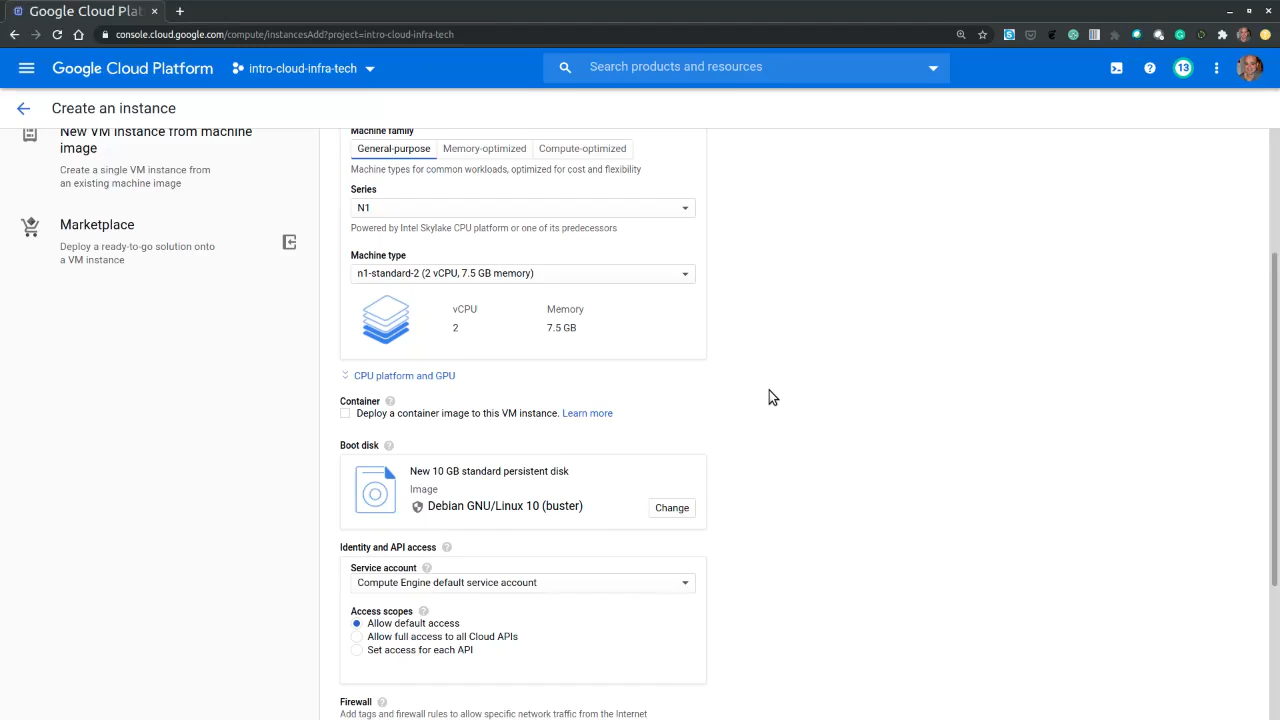 Google Cloud Pla
console.cloud.google.com/compute/instancesAdd?project=intro-cloud-infra-tech
Google Cloud Platform
intro-cloud-infra-tech
Search products and resources
13
Create an instance
New VM instance from machine
image
Create a single VM instance from
an existing machine image
Marketplace
Deploy a ready-to-go solution onto
a VM instance
Machine family
General-purpose
Memory-optimized
Compute-optimized
Machine types for common workloads, optimized for cost and flexibility
Series
N1
Powered by Intel Skylake CPU platform or one of its predecessors
Machine type
n1-standard-2 (2 vCPU, 7.5 GB memory)
vCPU Memory
2 7.5 GB
CPU platform and GPU
Container
Deploy a container image to this VM instance. Learn more
Boot disk
New 10 GB standard persistent disk
Image
Debian GNU/Linux 10 (buster)
Change
Identity and API access
Service account
Compute Engine default service account
Access scopes
Allow default access
Allow full access to all Cloud APIs
Set access for each API
Firewall
Add tags and firewall rules to allow specific network traffic from the Internet